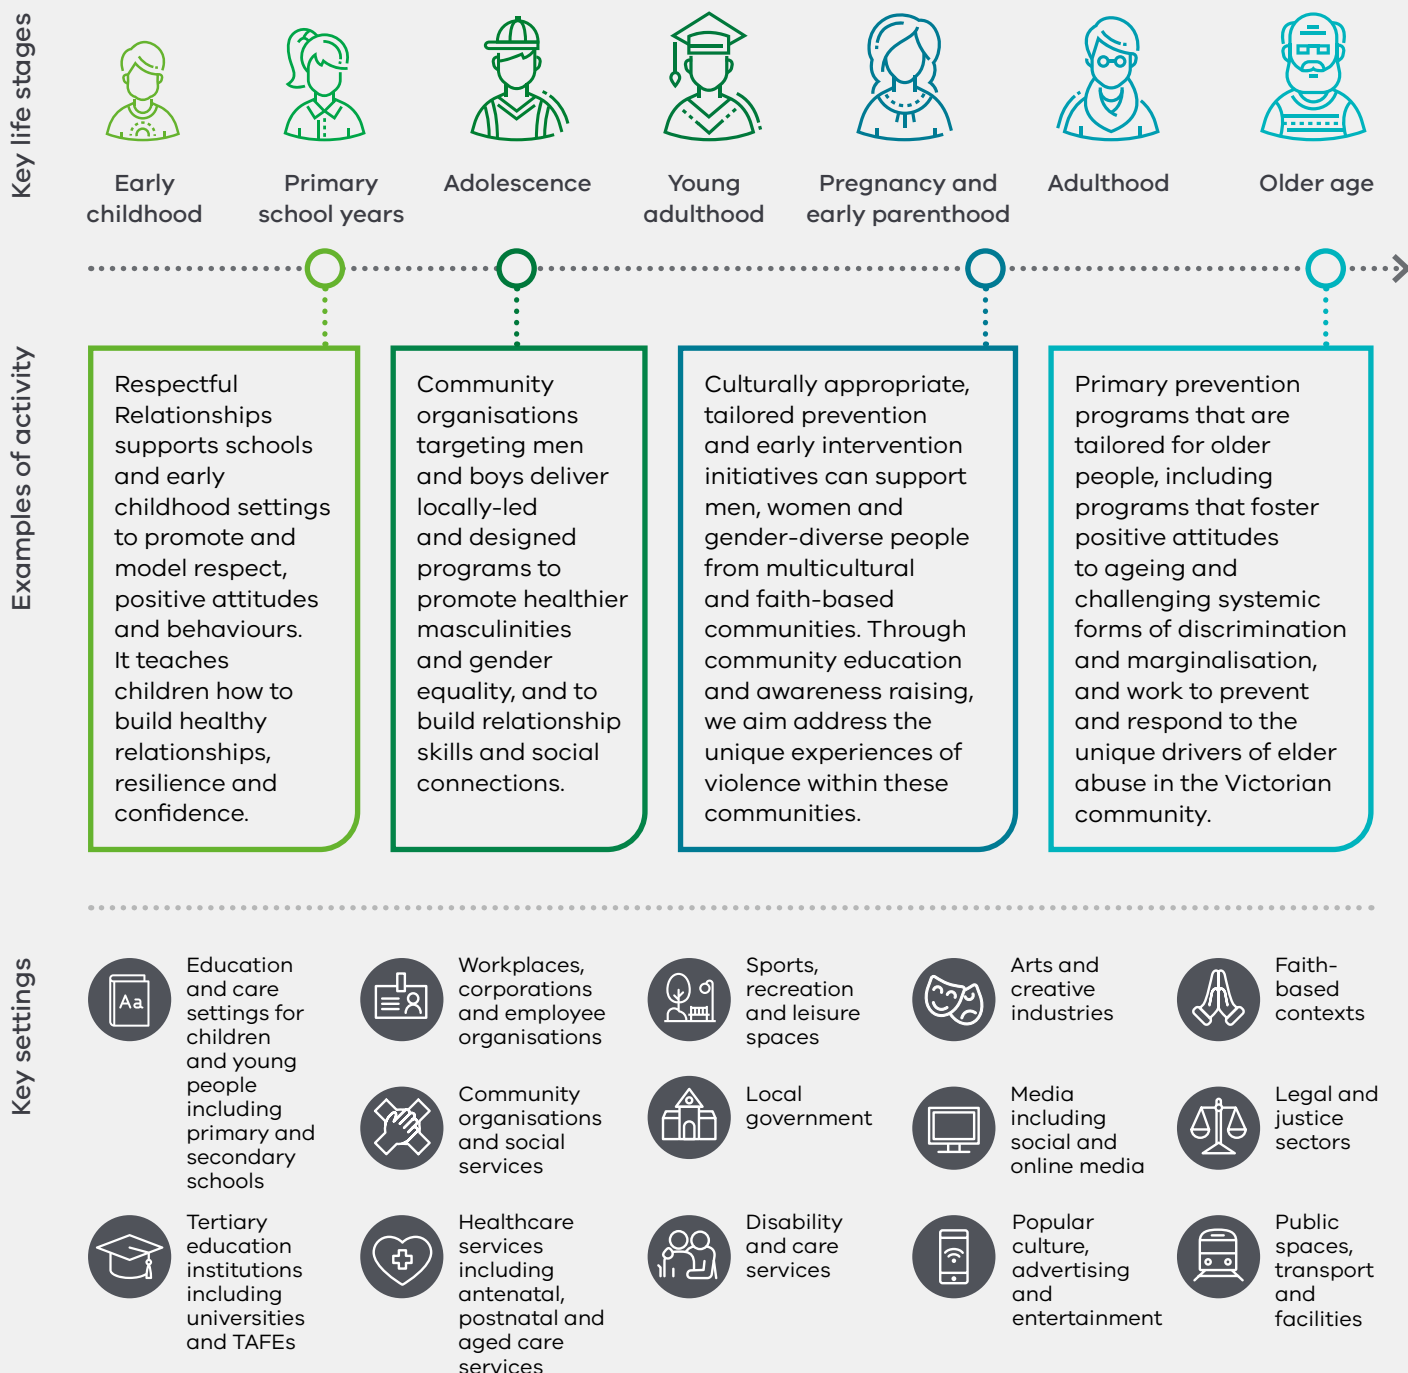 Key life stages
Early
childhood
Primary
school years
Adolescence
Young
adulthood
Pregnancy and
early parenthood
Adulthood
Older age
Examples of activity
Respectful
Relationships
supports schools
and early
childhood settings
to promote and
model respect,
positive attitudes
and behaviours.
It teaches
children how to
build healthy
relationships,
resilience and
confidence.
Community
organisations
targeting men
and boys deliver
locally-led
and designed
programs to
promote healthier
masculinities
and gender
equality, and to
build relationship
skills and social
connections.
Culturally appropriate,
tailored prevention
and early intervention
initiatives can support
men, women and
gender-diverse people
from multicultural
and faith-based
communities. Through
community education
and awareness raising,
we aim address the
unique experiences of
violence within these
communities.
Primary prevention
programs that are
tailored for older
people, including
programs that foster
positive attitudes
to ageing and
challenging systemic
forms of discrimination
and marginalisation,
and work to prevent
and respond to the
unique drivers of elder
abuse in the Victorian
community.
Key settings
Aa
Education
and care
settings for
children
and young
people
including
primary and
secondary
schools
Workplaces,
corporations
and employee
organisations
Sports,
recreation
and leisure
spaces
Arts and
creative
industries
Faith-
based
contexts
Community
organisations
and social
services
Local
government
Media
including
social and
online media
Legal and
justice
sectors
Tertiary
education
institutions
including
universities
and TAFEs
Healthcare
services
including
antenatal,
postnatal and
aged care
services
Disability
and care
services
Popular
culture,
advertising
and
entertainment
Public
spaces,
transport
and
facilities